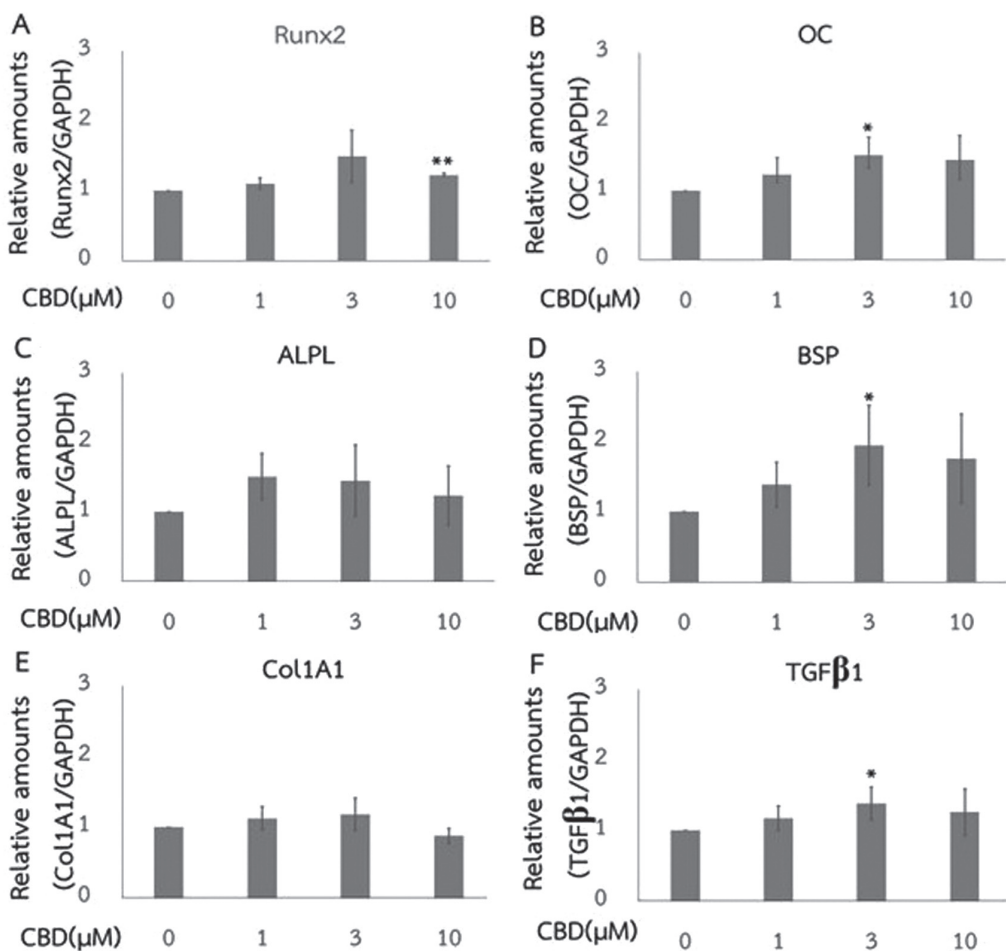 A
Runx2
Relative amounts
(Runx2/GAPDH)
3
2
1
0
**
CBD(µM) 0 1 3 10
B
OC
Relative amounts
(OC/GAPDH)
3
2
1
0
*
CBD(µM) 0 1 3 10
C
ALPL
Relative amounts
(ALPL/GAPDH)
3
2
1
0
CBD(µM) 0 1 3 10
D
BSP
Relative amounts
(BSP/GAPDH)
3
2
1
0
*
CBD(µM) 0 1 3 10
E
Col1A1
Relative amounts
(Col1A1/GAPDH)
3
2
1
0
CBD(µM) 0 1 3 10
F
TGFβ1
Relative amounts
(TGFβ1/GAPDH)
3
2
1
0
*
CBD(µM) 0 1 3 10